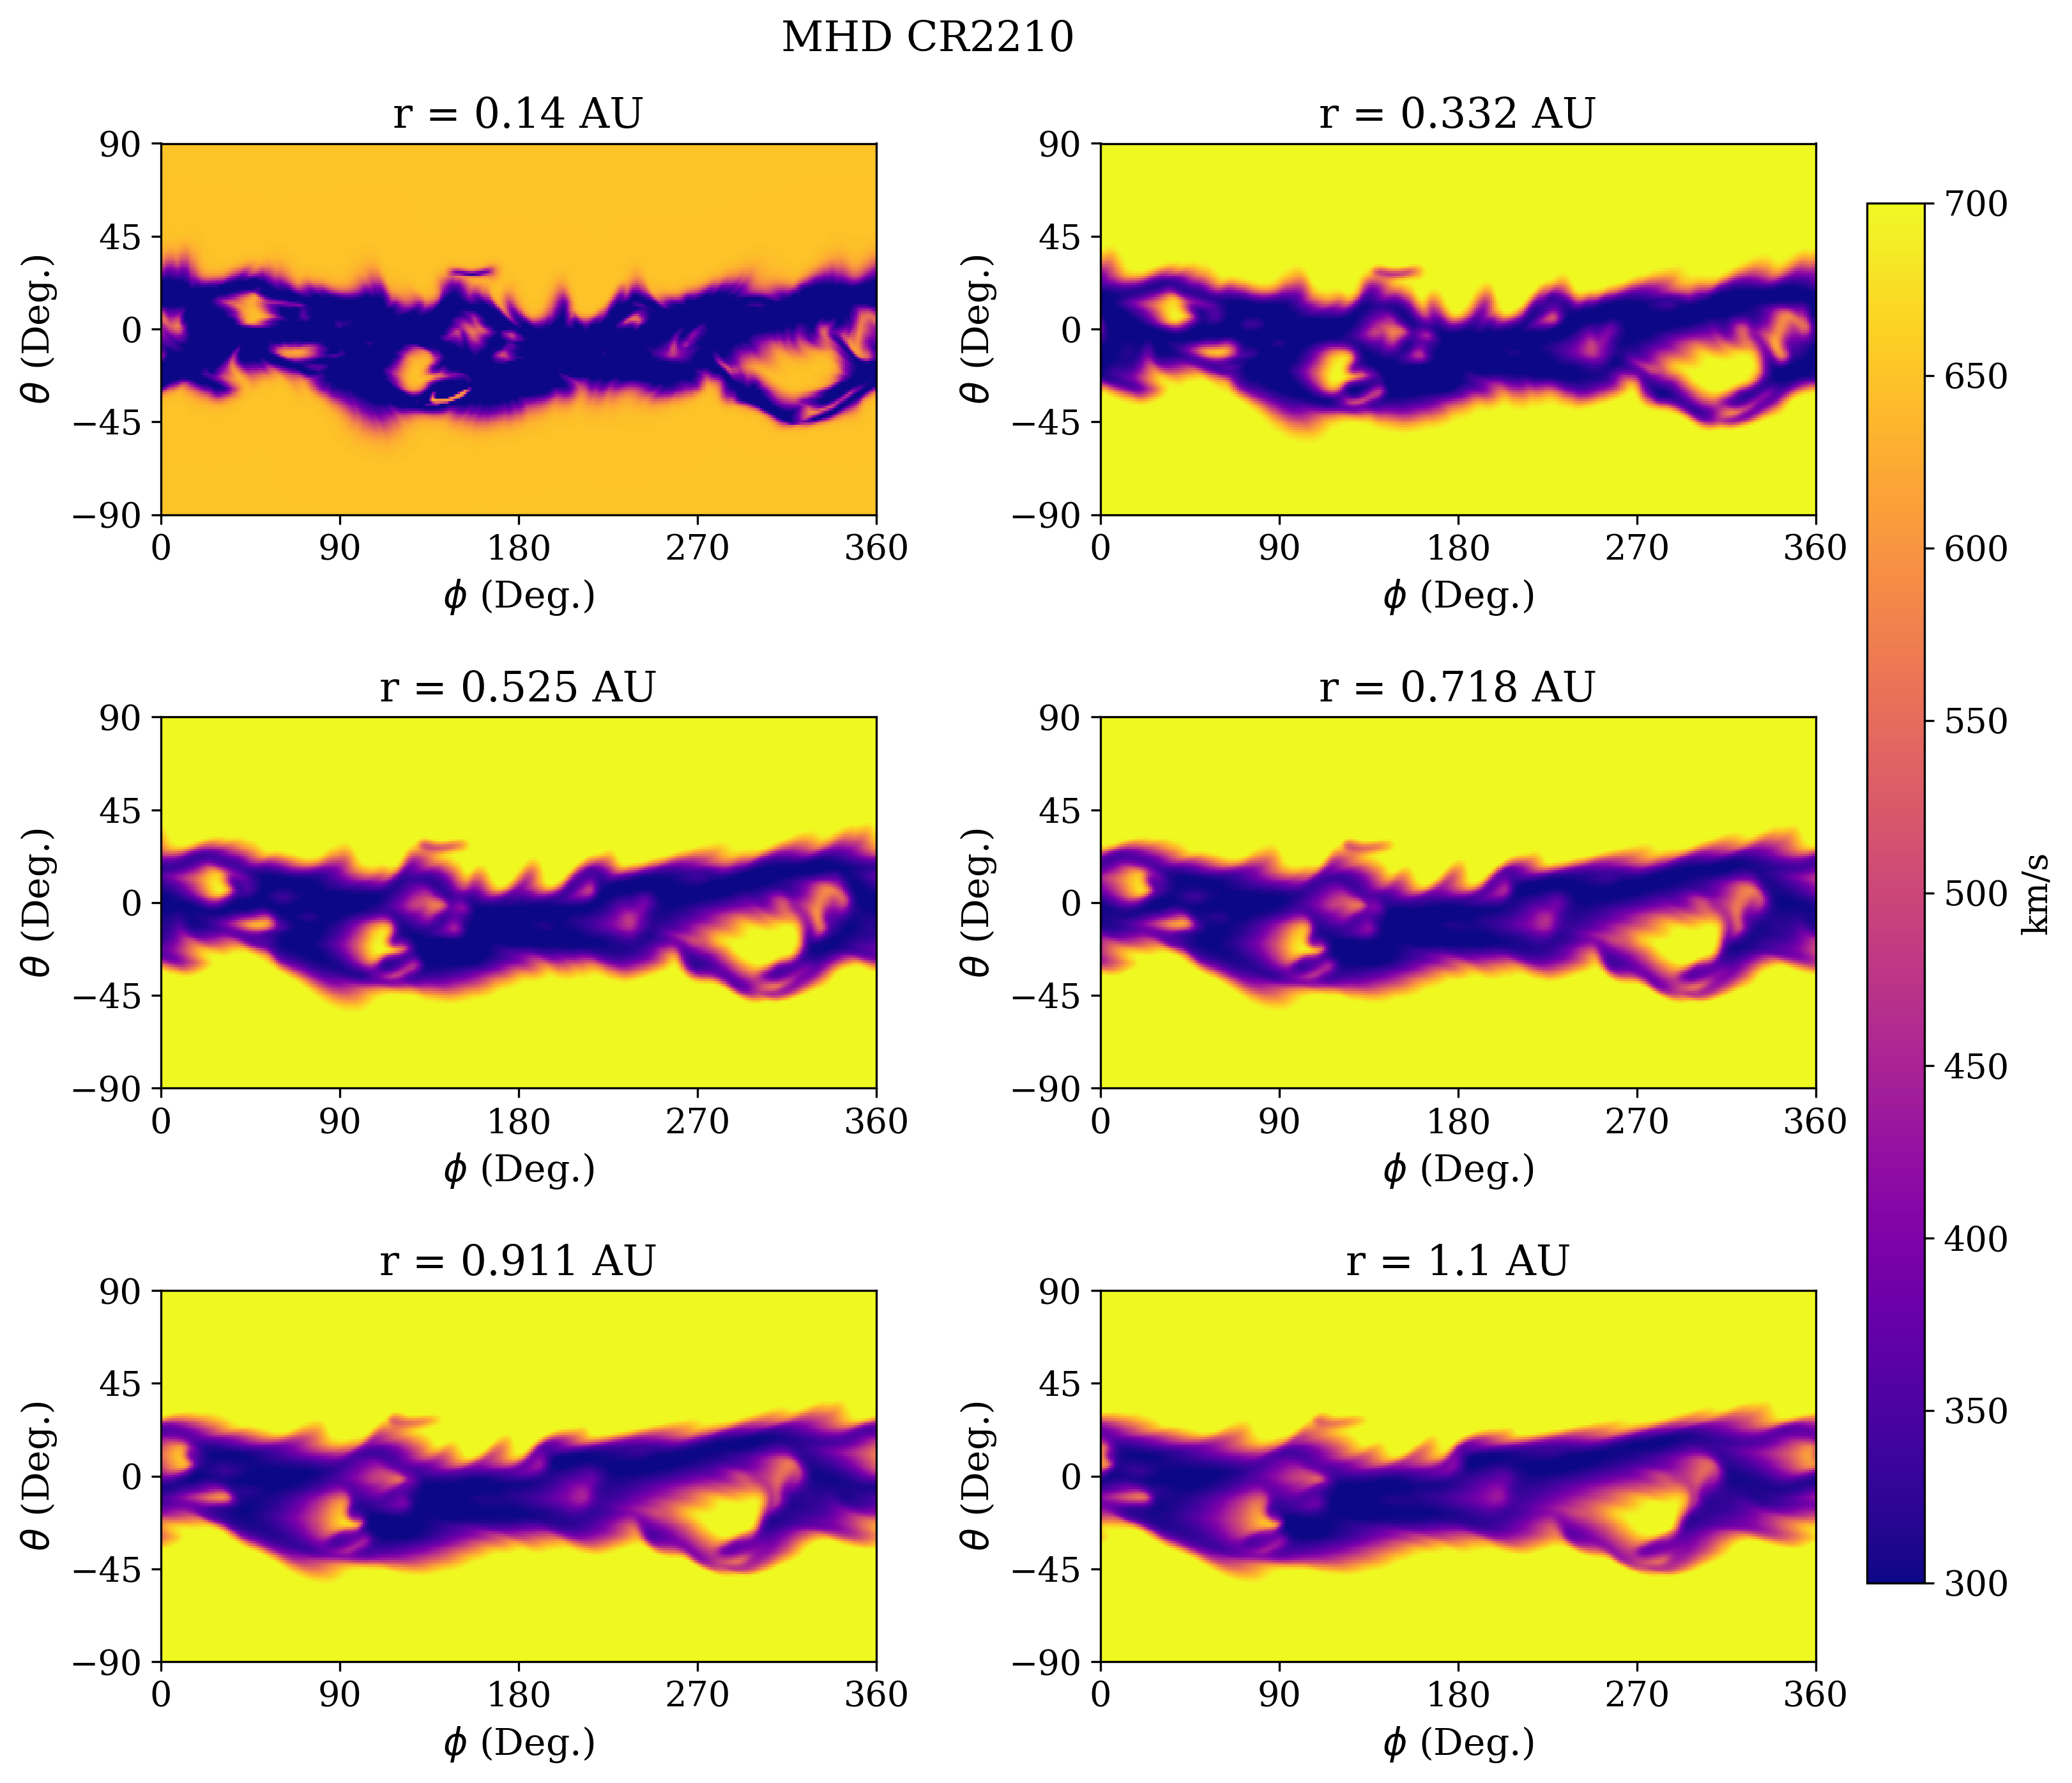 MHD CR2210
r = 0.14 AU
90
45
0
−45
−90
θ (Deg.)
0 90 180 270 360
ϕ (Deg.)
r = 0.332 AU
90
45
0
−45
−90
θ (Deg.)
0 90 180 270 360
ϕ (Deg.)
r = 0.525 AU
90
45
0
−45
−90
θ (Deg.)
0 90 180 270 360
ϕ (Deg.)
r = 0.718 AU
90
45
0
−45
−90
θ (Deg.)
0 90 180 270 360
ϕ (Deg.)
r = 0.911 AU
90
45
0
−45
−90
θ (Deg.)
0 90 180 270 360
ϕ (Deg.)
r = 1.1 AU
90
45
0
−45
−90
θ (Deg.)
0 90 180 270 360
ϕ (Deg.)
700
650
600
550
500
450
400
350
300
km/s